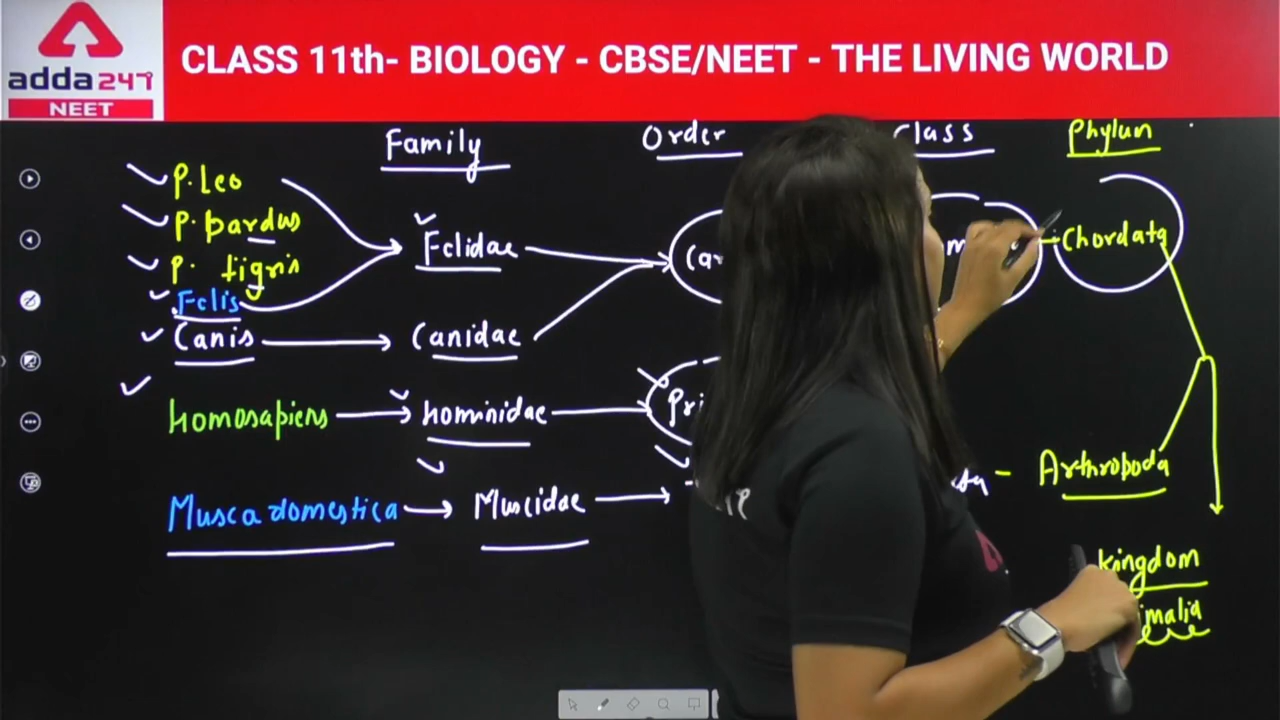 adda247
NEET
CLASS 11th- BIOLOGY - CBSE/NEET - THE LIVING WORLD
Family Order Class Phylum
P. Leo
P. pardus
P. tigris
Felis
Felidae Chordata
Canis Canidae
homosapiens hominidae
Musca domestica Muscidae Arthropoda
kingdom